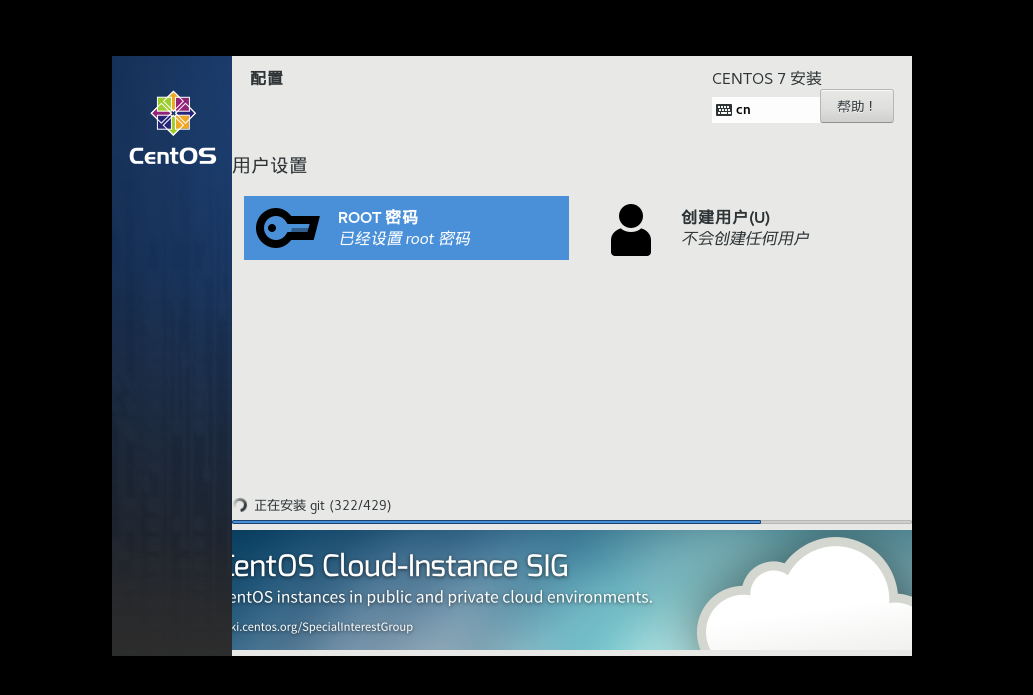 配置
CENTOS 7 安装
cn
帮助！
CentOS
用户设置
ROOT 密码
已经设置 root 密码
创建用户(U)
不会创建任何用户
正在安装 git (322/429)
CentOS Cloud-Instance SIG
entOS instances in public and private cloud environments.
ki.centos.org/SpecialInterestGroup